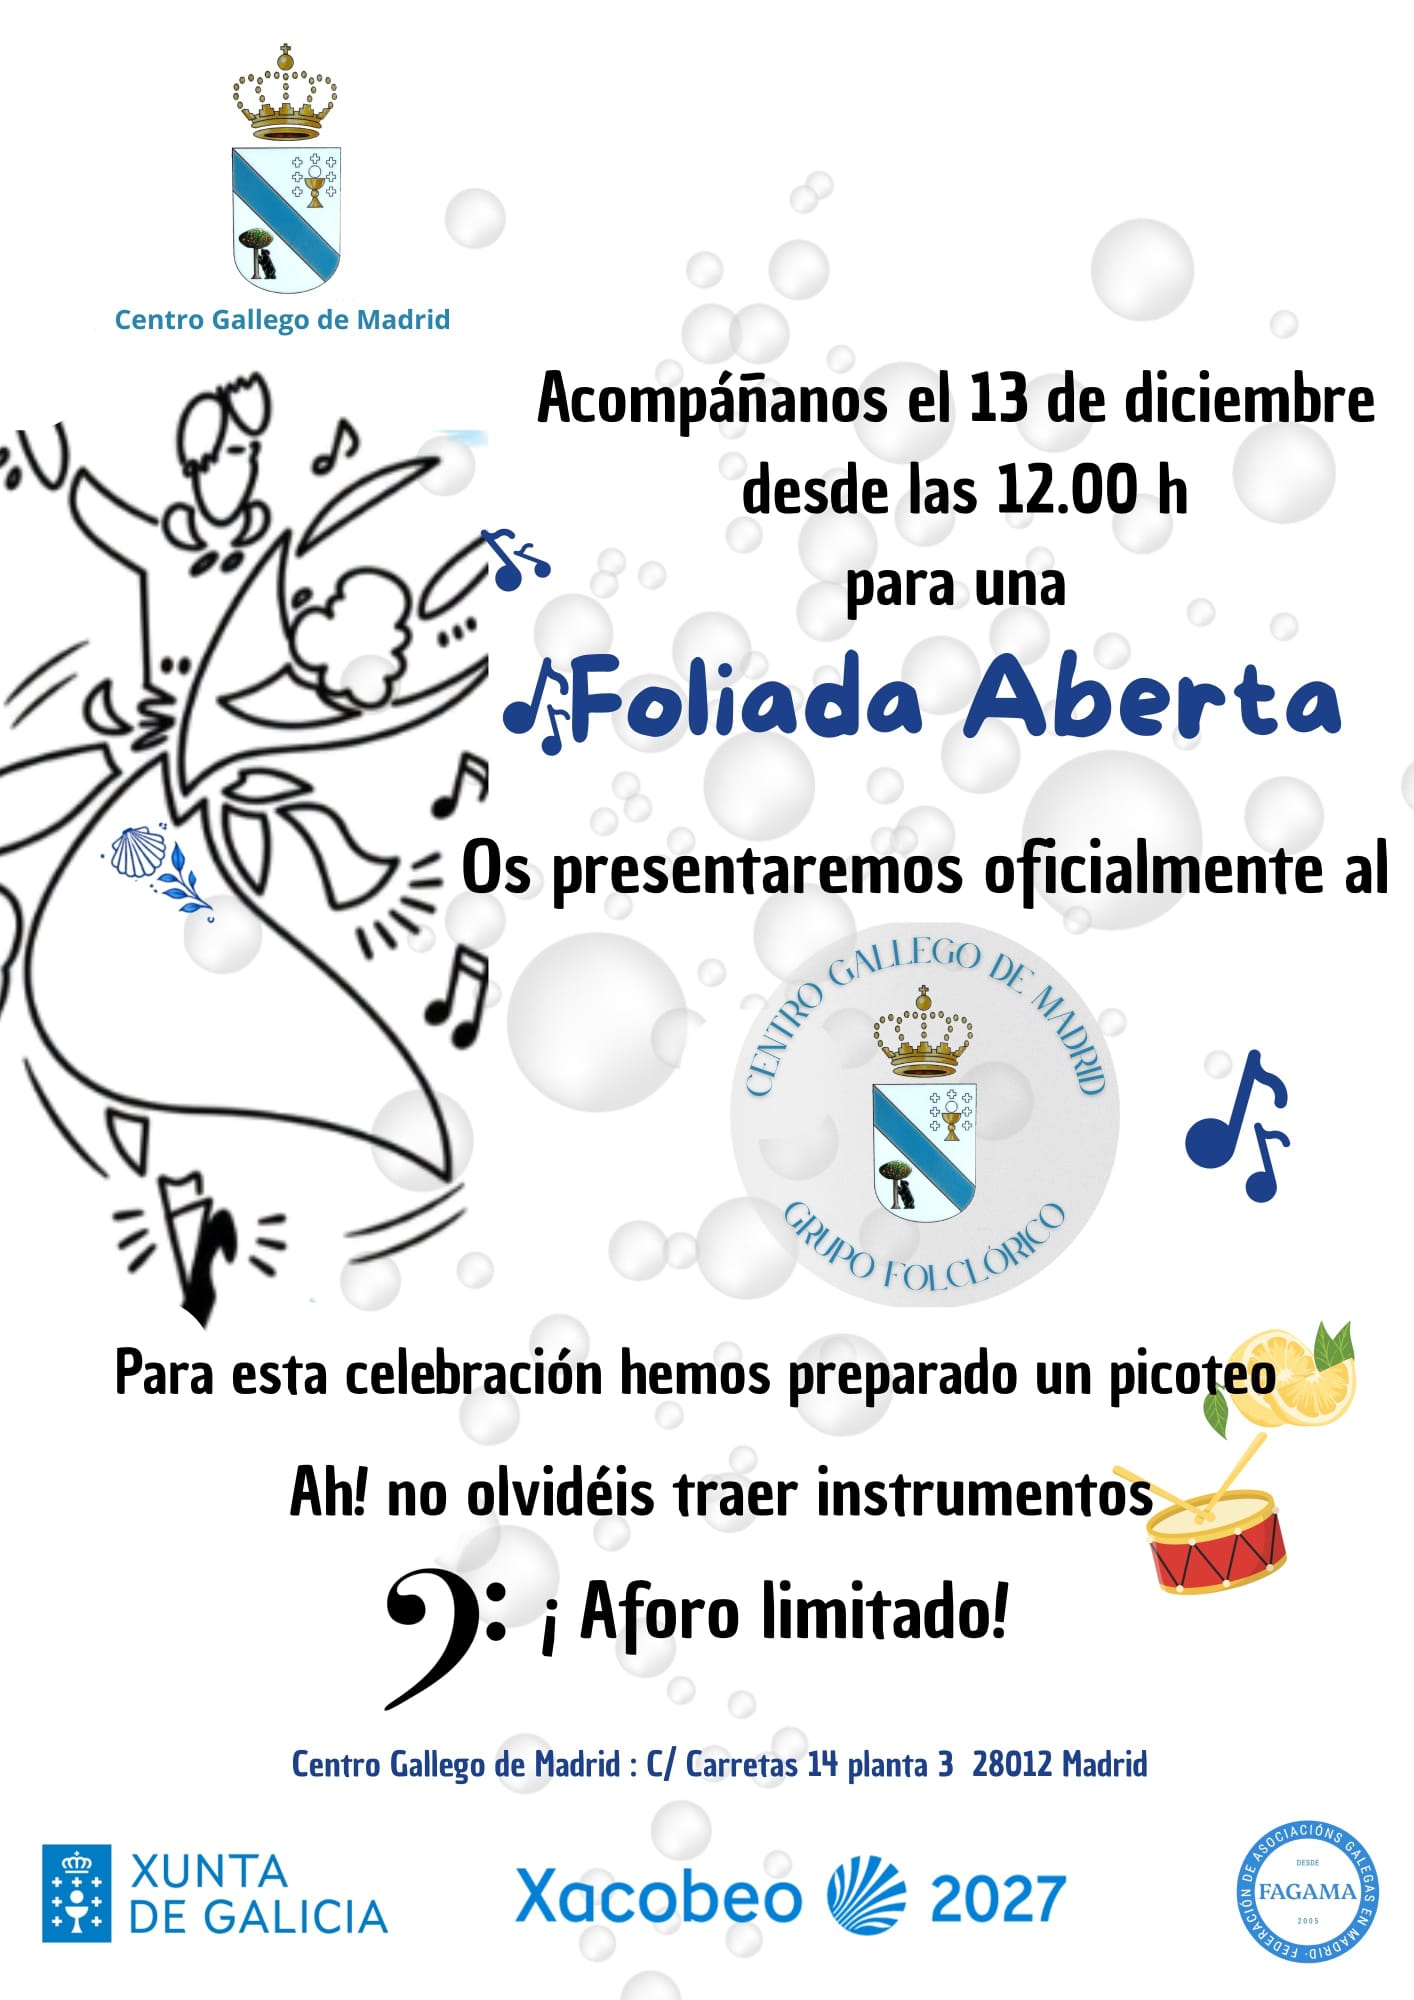 Centro Gallego de Madrid
Acompáñanos el 13 de diciembre
desde las 12.00 h
para una
Foliada Aberta
Os presentaremos oficialmente al
CENTRO GALLEGO DE MADRID
GRUPO FOLCLÓRICO
Para esta celebración hemos preparado un picoteo
Ah! no olvidéis traer instrumentos
¡ Aforo limitado!
Centro Gallego de Madrid : C/ Carretas 14 planta 3 28012 Madrid
XUNTA
DE GALICIA
Xacobeo 2027
FEDERACIÓN DE ASOCIACIÓNS GALEGAS EN MADRID·
DESDE
FAGAMA
2005